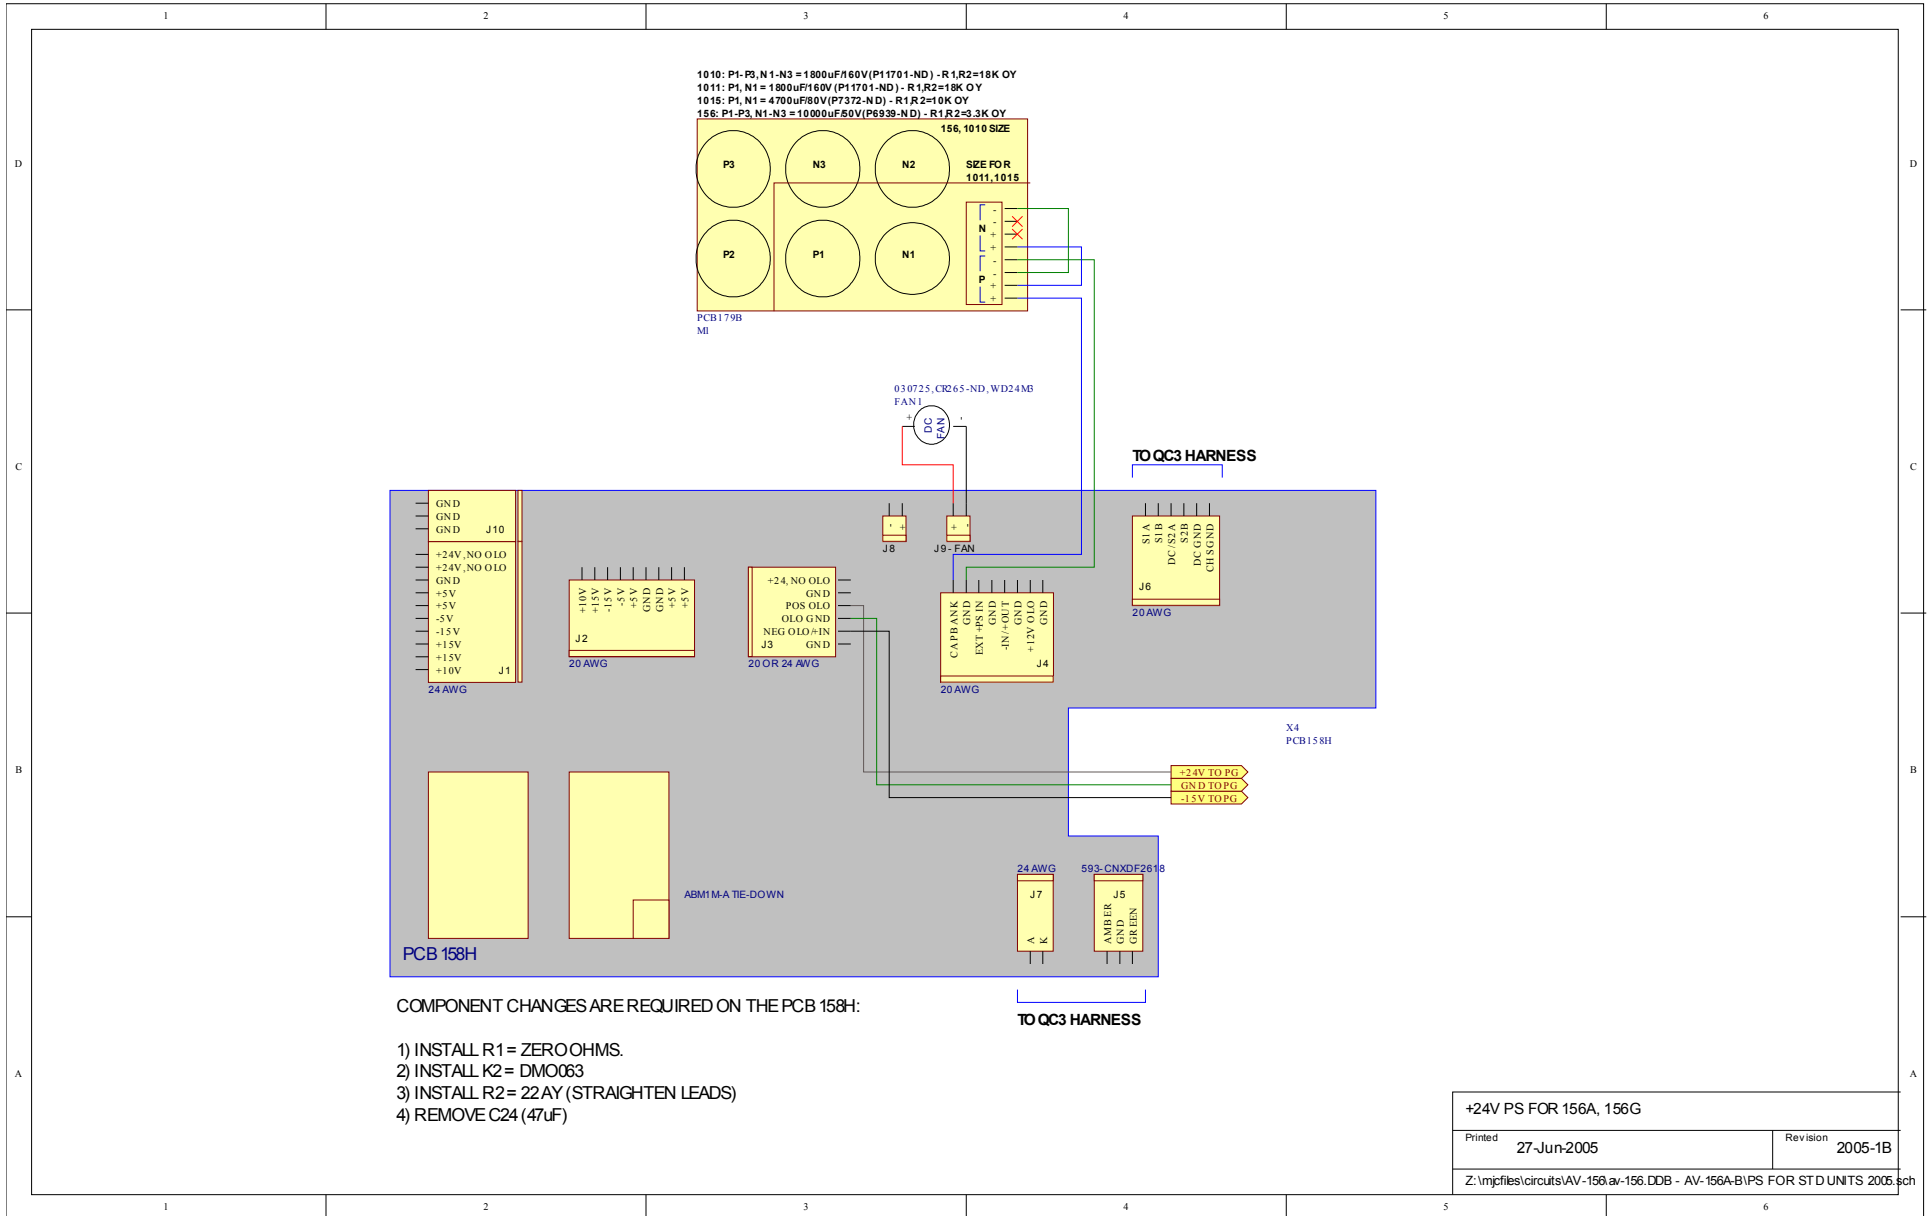 1 2 3 4 5 6
1010: P1-P3, N1-N3 = 1800uF/160V(P11701-ND) - R1,R2=18K OY
1011: P1, N1 = 1800uF/160V (P11701-ND) - R1,R2=18K OY
1015: P1, N1 = 4700uF/80V(P7372-ND) - R1,R2=10K OY
156: P1-P3, N1-N3 = 10000uF/50V(P6939-ND) - R1,R2=3.3K OY
156, 1010 SIZE
D
D
P3
N3
N2
SIZE FOR
1011, 1015
P2
P1
N1
N
-
-
+
+
P
-
-
+
+
PCB179B
M1
030725, CR265-ND, WD24M3
FAN1
+
-
DC
FAN
C
C
TO QC3 HARNESS
GND
GND
GND
J10
+24V, NO OLO
+24V, NO OLO
GND
+5V
+5V
-5V
-15V
+15V
+15V
+10V
J1
24 AWG
+10V
+15V
-15V
-5V
+5V
GND
GND
+5V
+5V
J2
20 AWG
+24, NO OLO
GND
POS OLO
OLO GND
NEG OLO/+IN
GND
J3
20 OR 24 AWG
-
+
J8
+
-
J9 - FAN
CAPBANK
GND
EXT +PS IN
GND
-IN/+OUT
GND
+12V OLO
GND
J4
20 AWG
S1A
S1B
DC/S2A
S2B
DC GND
CHSGND
J6
20 AWG
X4
PCB158H
B
B
+24V TO PG
GND TO PG
-15V TO PG
ABM1M-A TIE-DOWN
24 AWG
J7
A
K
593-CNXDF2618
J5
AMBER
GND
GREEN
PCB 158H
TO QC3 HARNESS
COMPONENT CHANGES ARE REQUIRED ON THE PCB 158H:
1) INSTALL R1 = ZERO OHMS.
2) INSTALL K2 = DMO063
3) INSTALL R2 = 22 AY (STRAIGHTEN LEADS)
4) REMOVE C24 (47uF)
A
A
+24V PS FOR 156A, 156G
Printed 27-Jun-2005
Revision 2005-1B
Z:\mjcfiles\circuits\AV-156\av-156.DDB - AV-156A-B\PS FOR STD UNITS 2005.sch
1 2 3 4 5 6